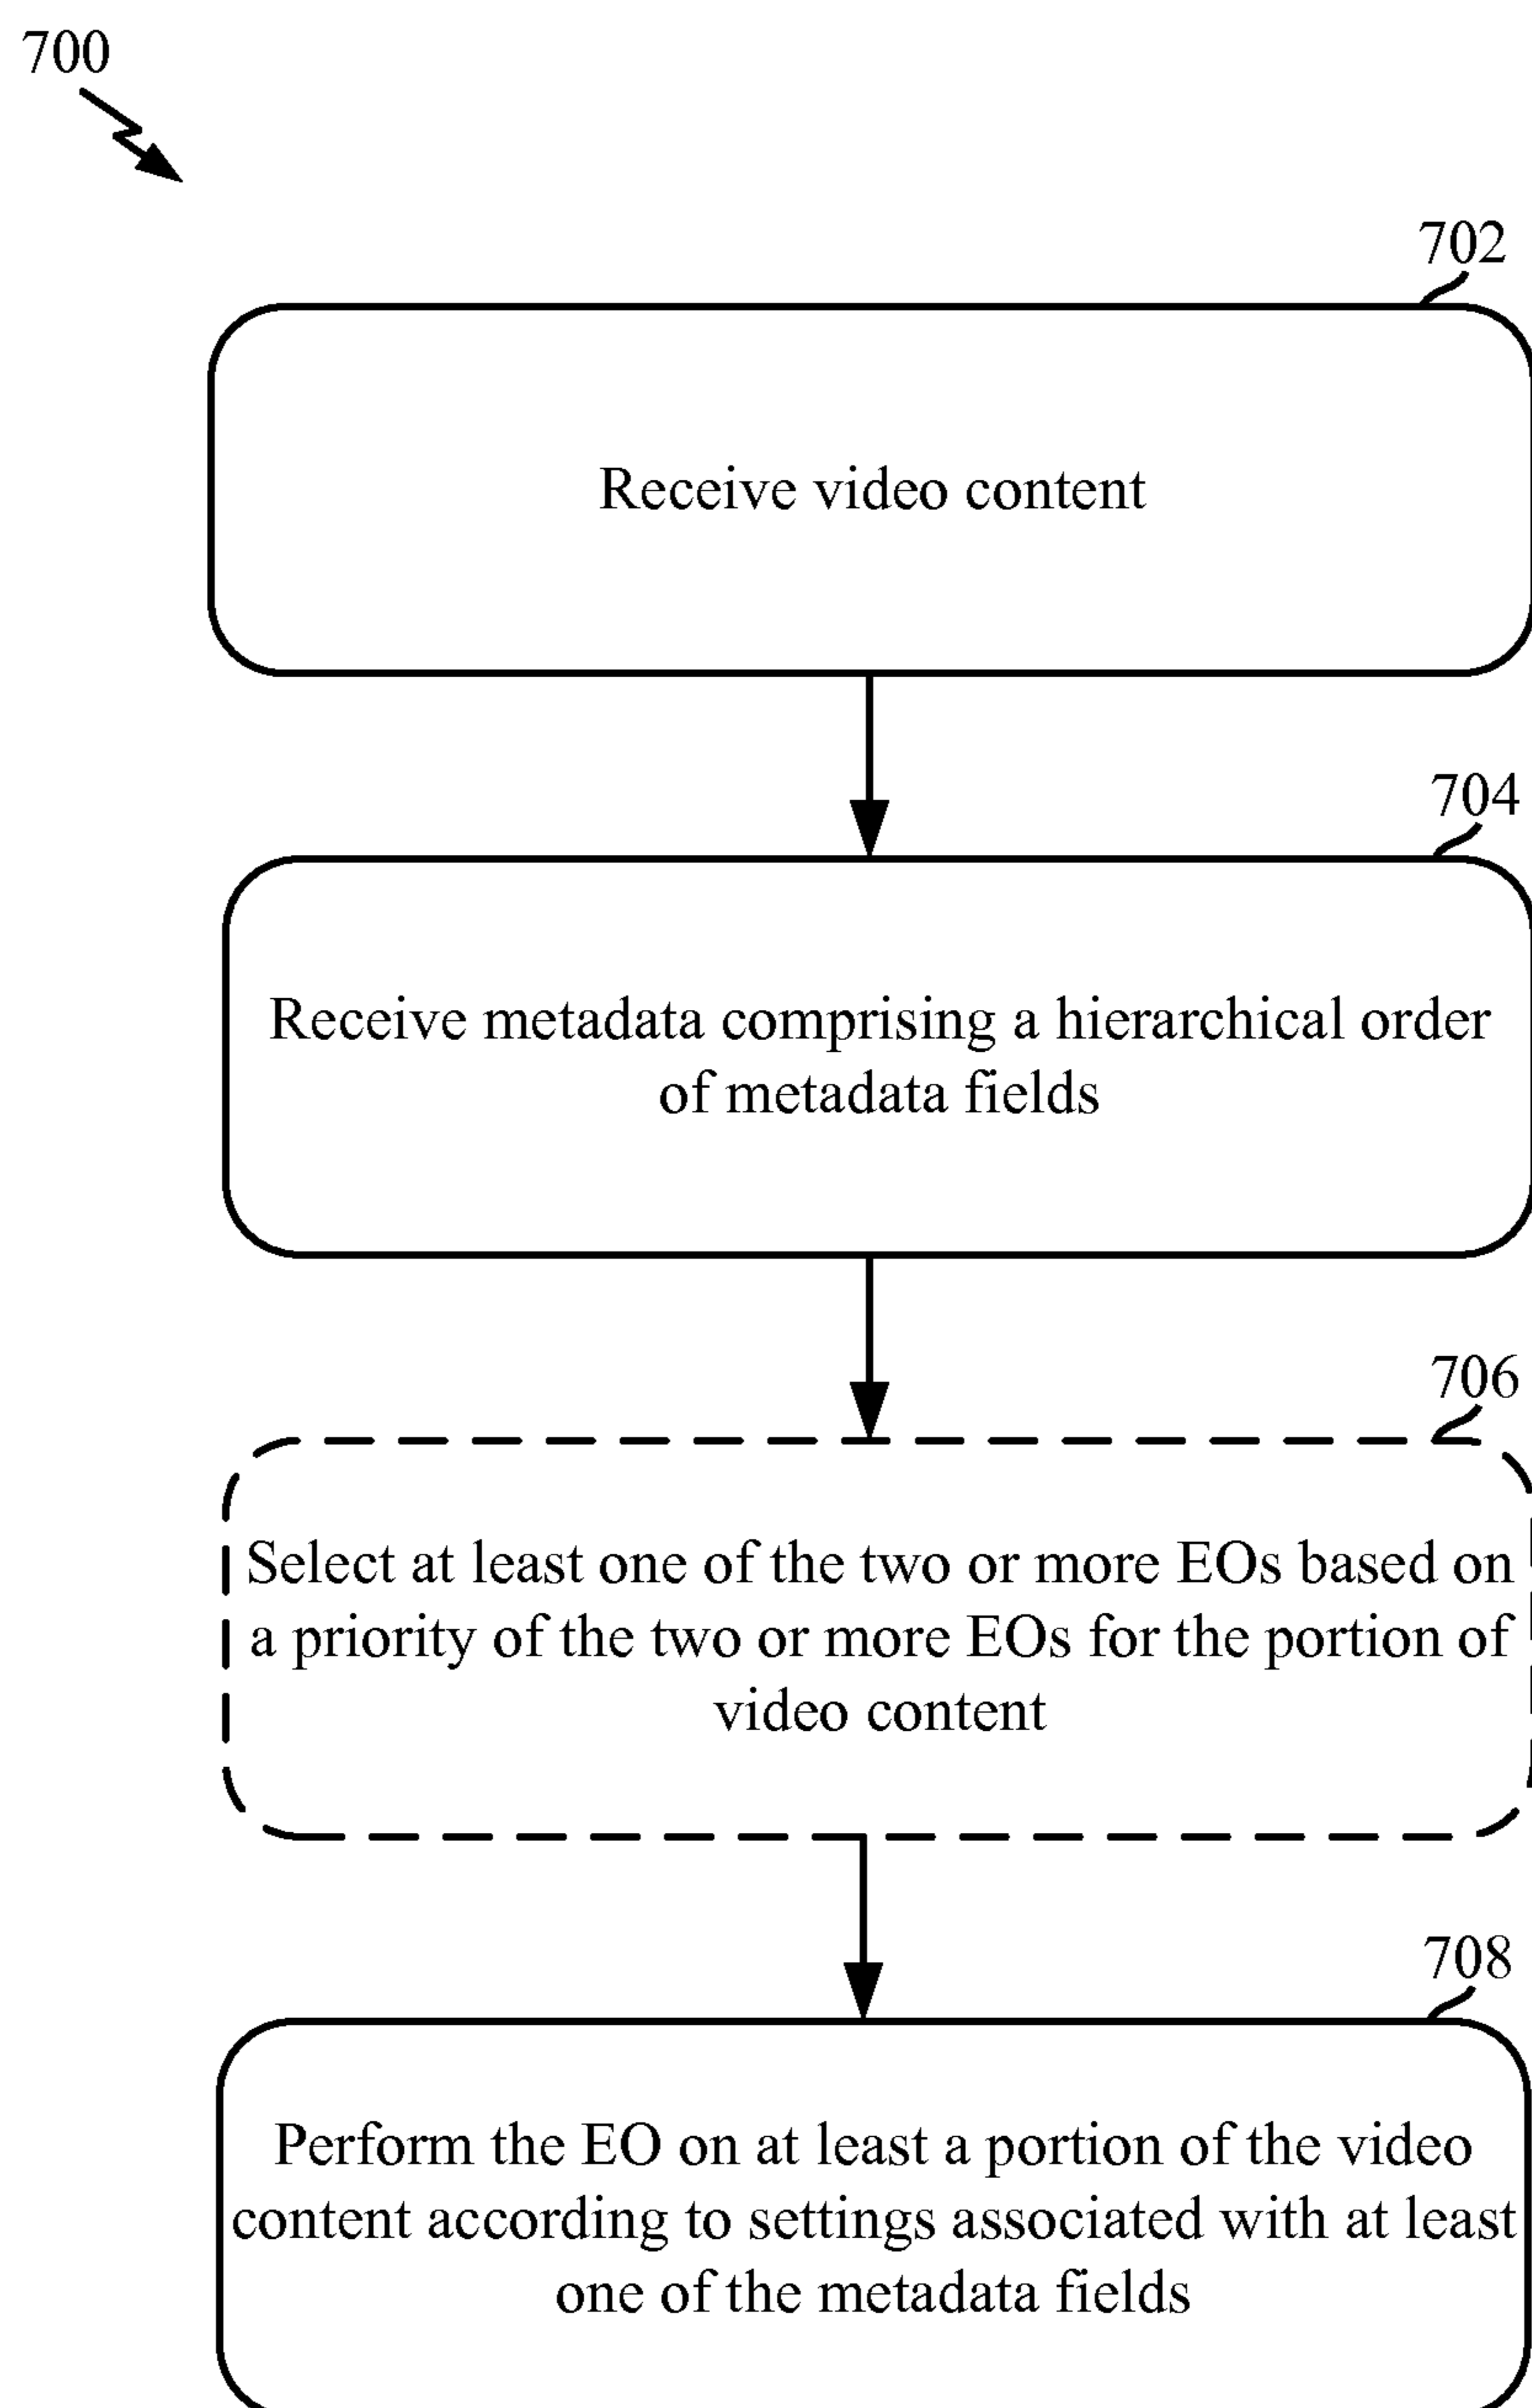 700
702
Receive video content
704
Receive metadata comprising a hierarchical order
of metadata fields
706
Select at least one of the two or more EOs based on
a priority of the two or more EOs for the portion of
video content
708
Perform the EO on at least a portion of the video
content according to settings associated with at least
one of the metadata fields